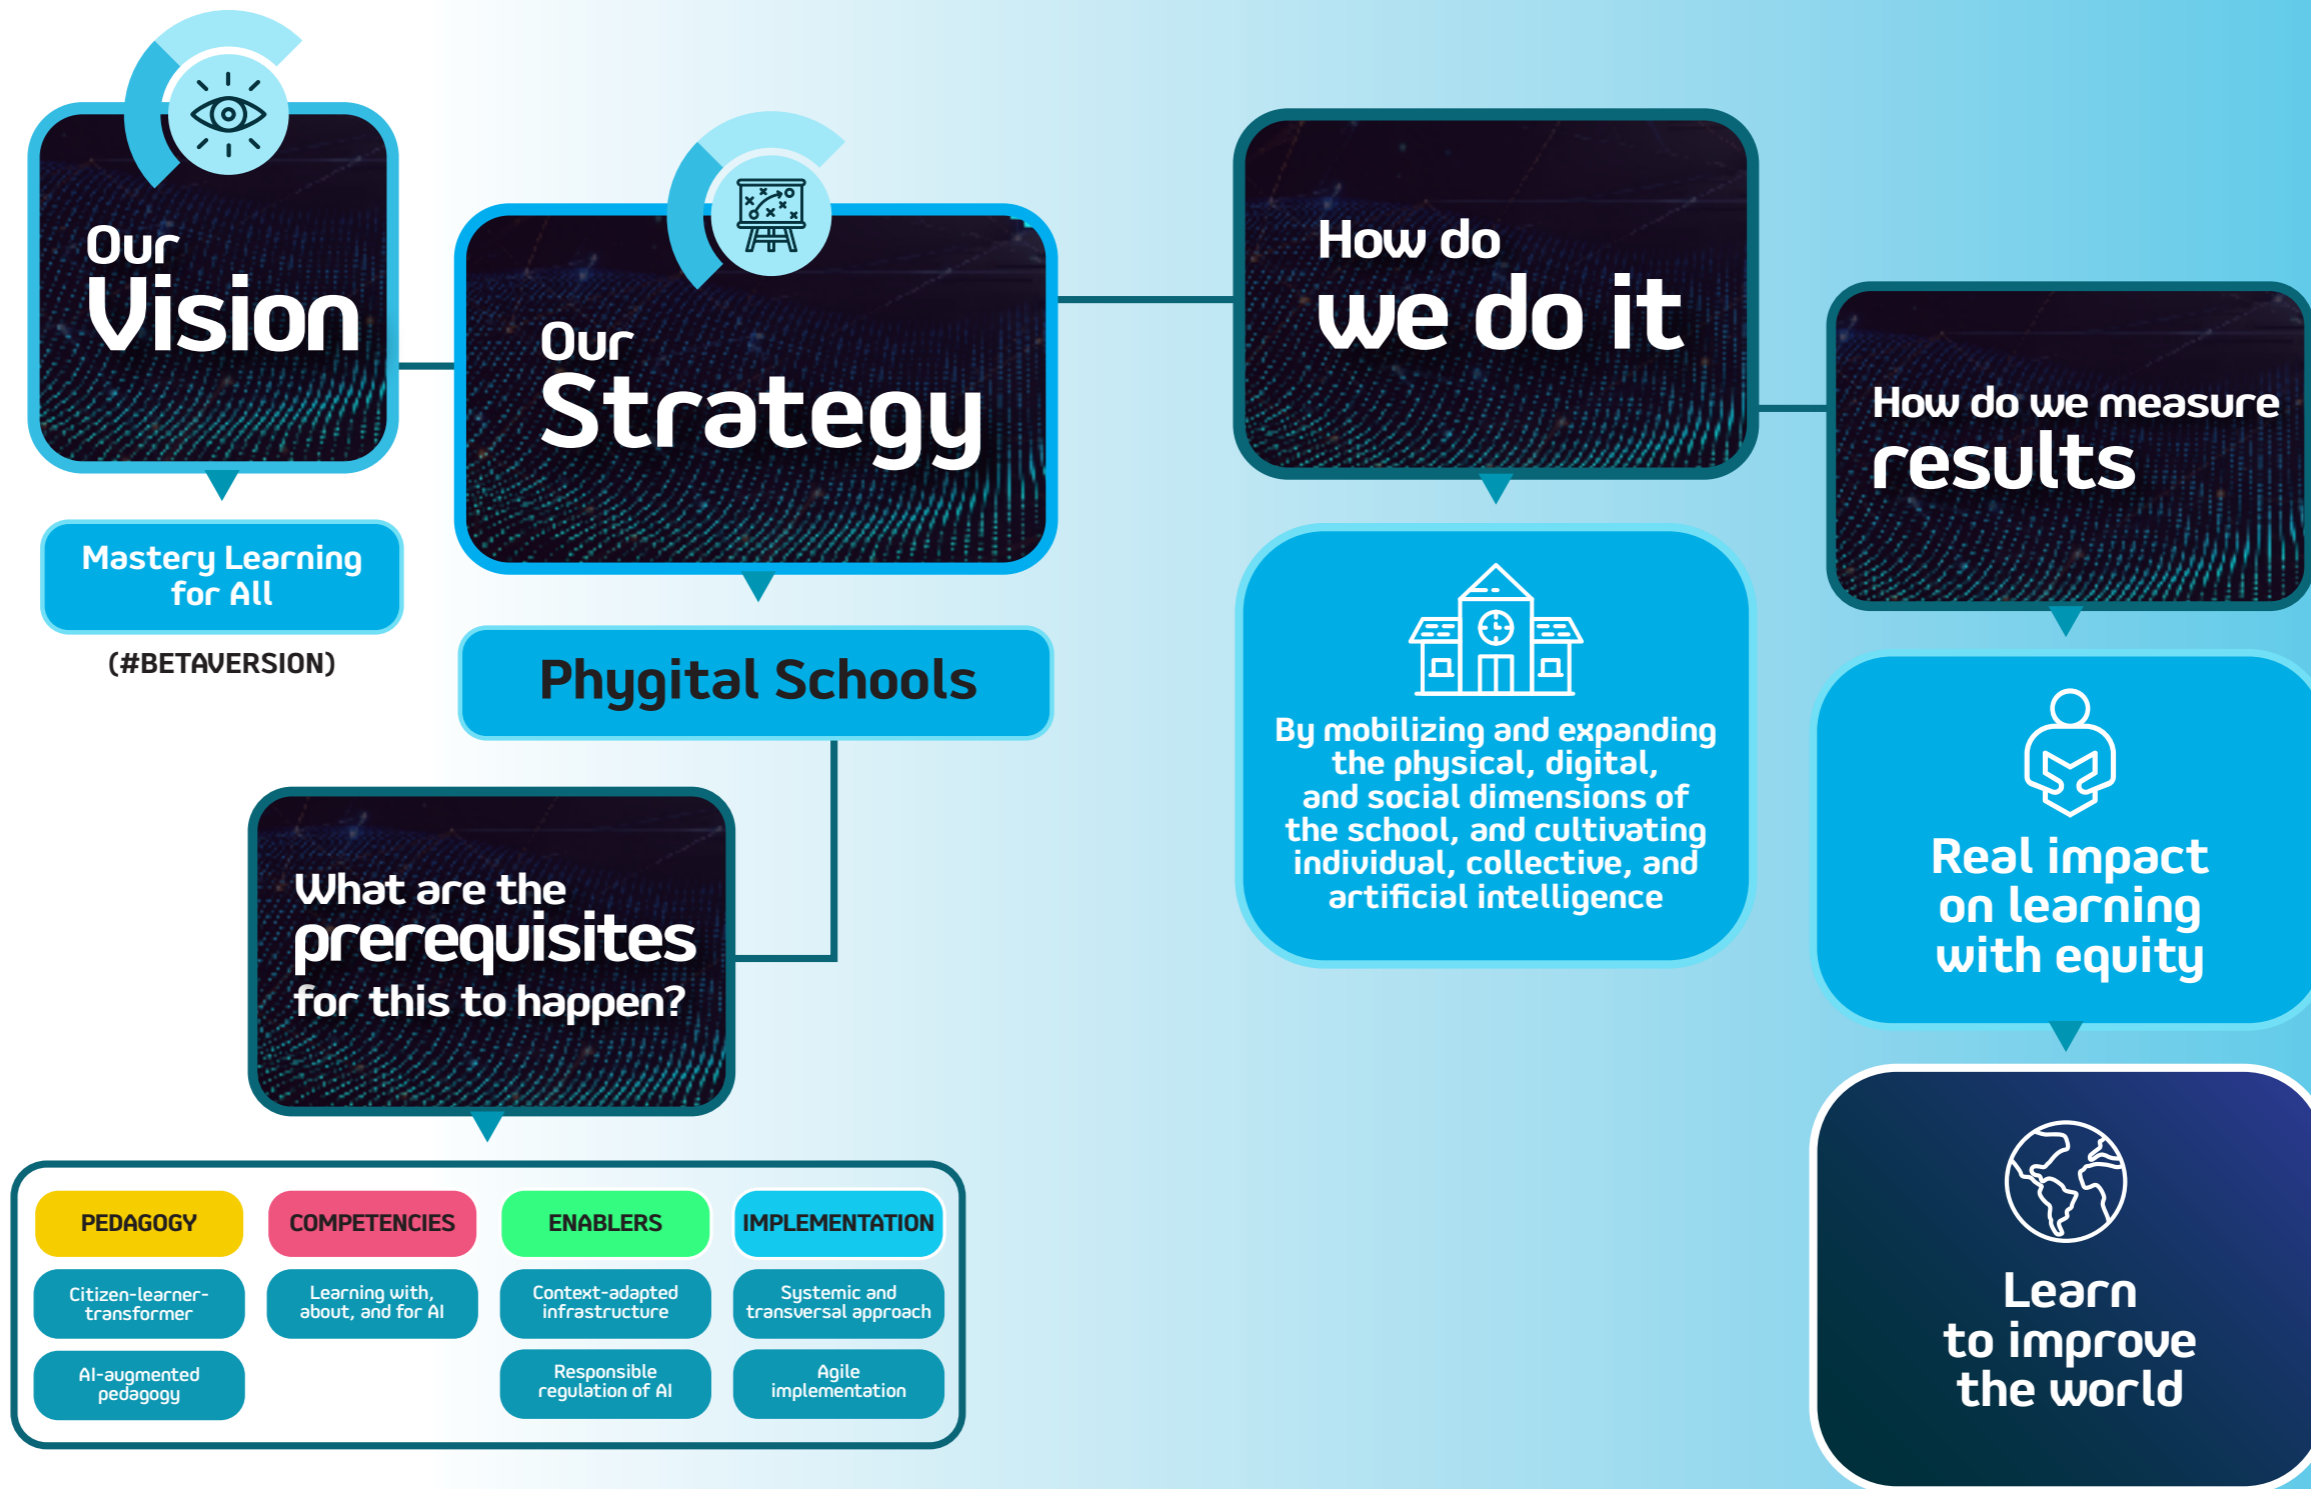 Our
Vision
Mastery Learning
for All
(#BETAVERSION)
Our
Strategy
Phygital Schools
What are the
prerequisites
for this to happen?
PEDAGOGY
Citizen-learner-
transformer
AI-augmented
pedagogy
COMPETENCIES
Learning with,
about, and for AI
ENABLERS
Context-adapted
infrastructure
Responsible
regulation of AI
IMPLEMENTATION
Systemic and
transversal approach
Agile
implementation
How do
we do it
By mobilizing and expanding
the physical, digital,
and social dimensions of
the school, and cultivating
individual, collective, and
artificial intelligence
How do we measure
results
Real impact
on learning
with equity
Learn
to improve
the world